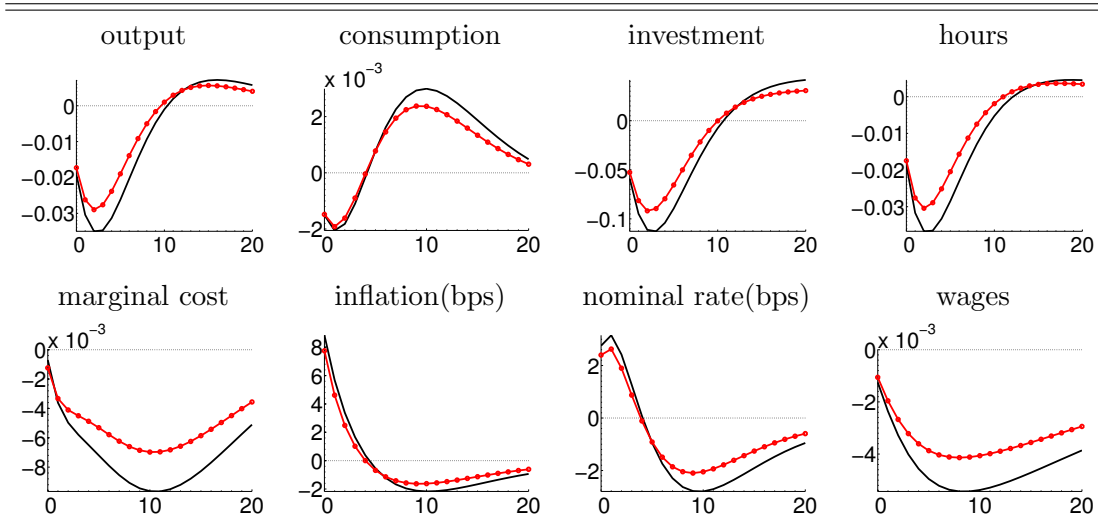 output consumption investment hours
x 10⁻³
0 −0.01 −0.02 −0.03
2 0 −2
0 −0.05 −0.1
0 −0.01 −0.02 −0.03
0 10 20 0 10 20 0 10 20 0 10 20
marginal cost inflation(bps) nominal rate(bps) wages
x 10⁻³ x 10⁻³
0 −2 −4 −6 −8
8 6 4 2 0 −2
2 0 −2
0 −2 −4
0 10 20 0 10 20 0 10 20 0 10 20